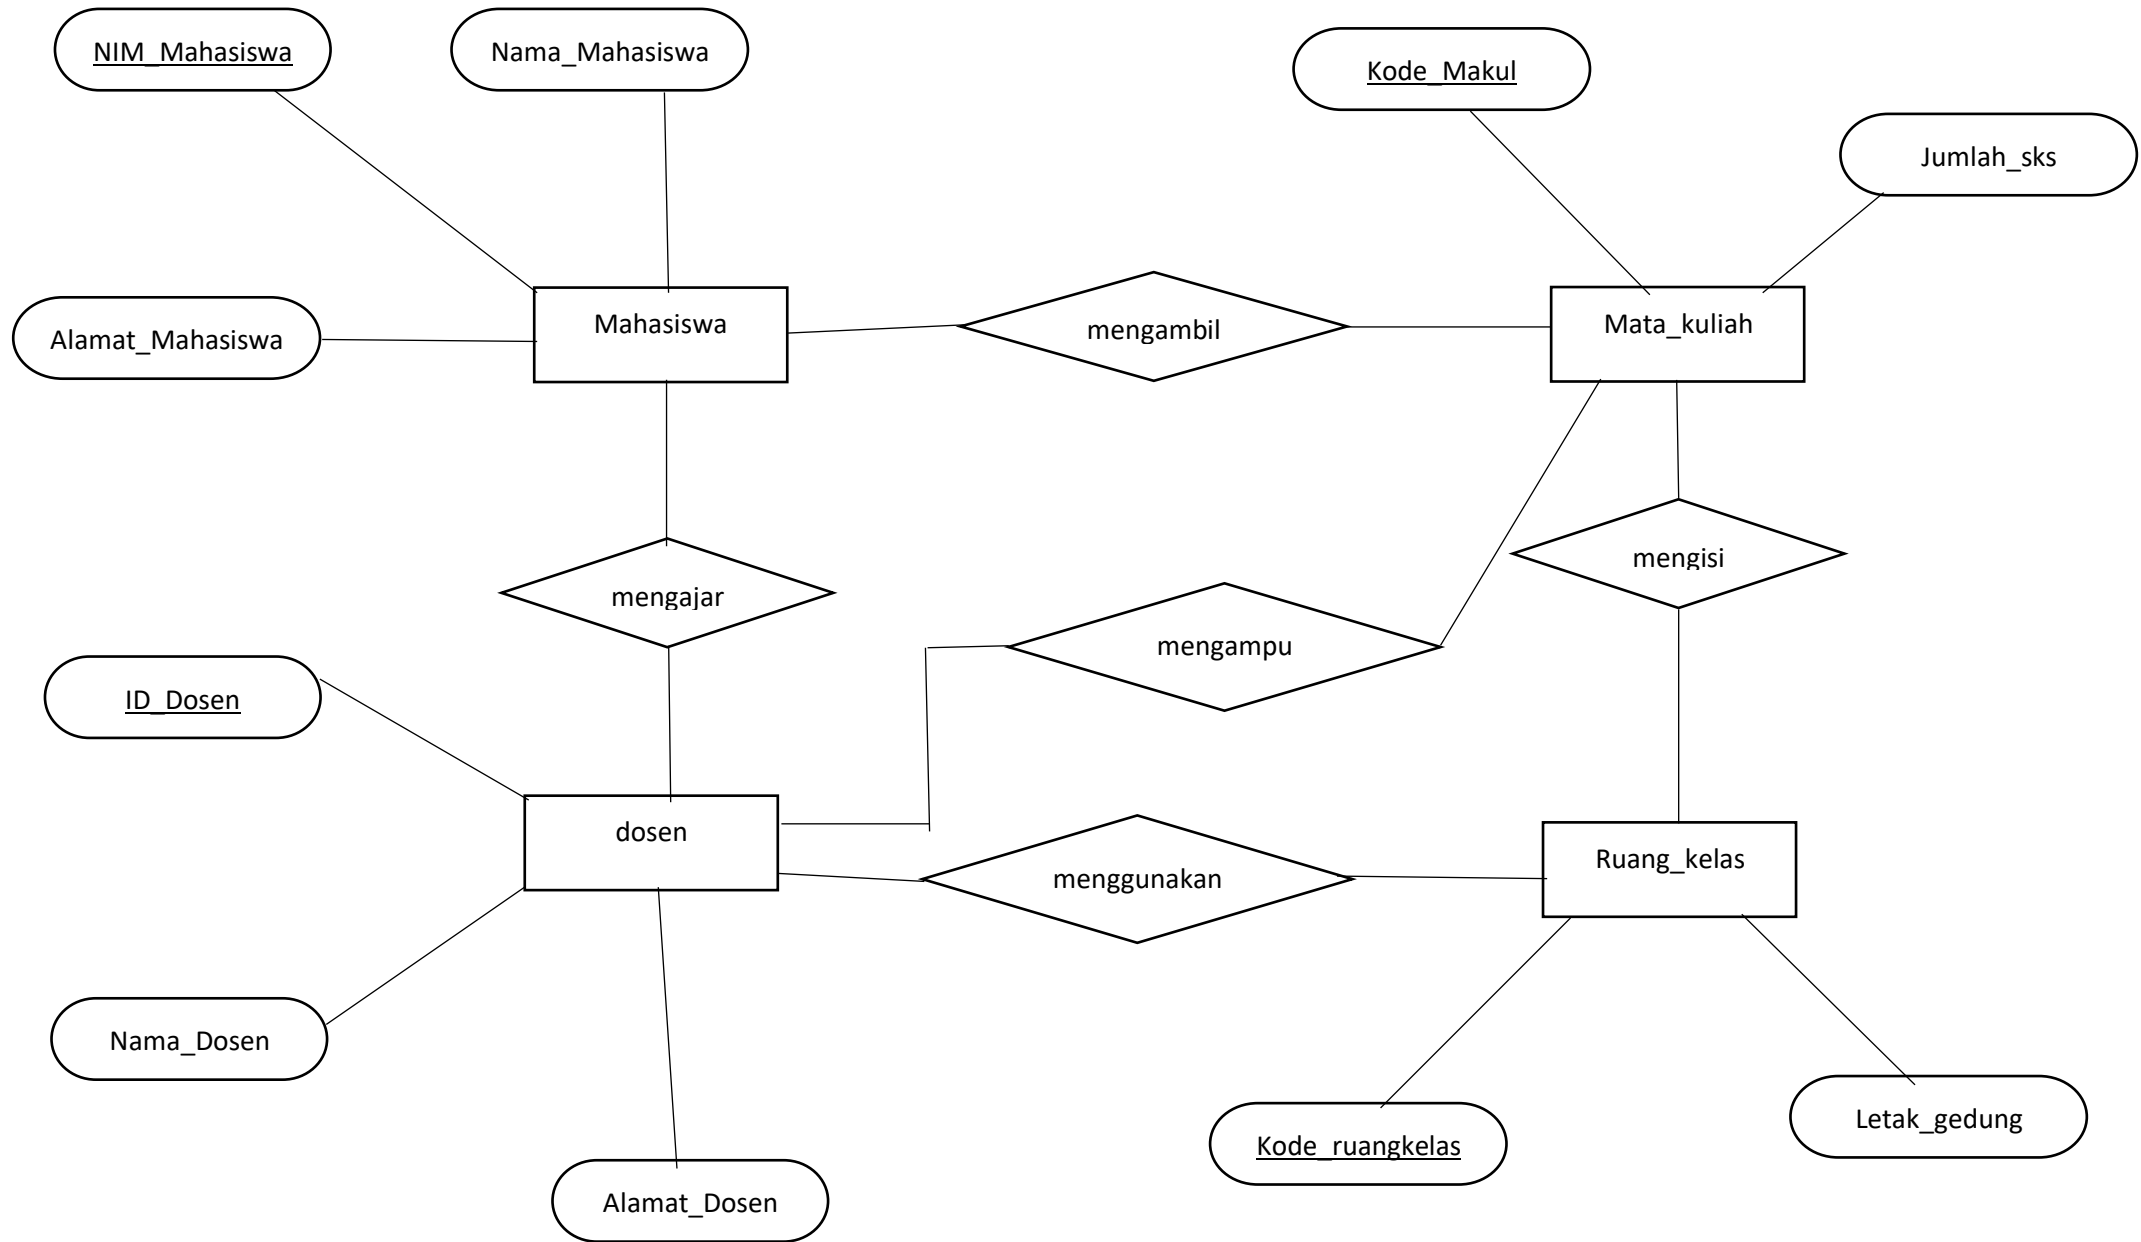 NIM_Mahasiswa
Nama_Mahasiswa
Kode_Makul
Jumlah_sks
Alamat_Mahasiswa
Mahasiswa
mengambil
Mata_kuliah
mengajar
mengampu
mengisi
ID_Dosen
dosen
menggunakan
Ruang_kelas
Nama_Dosen
Alamat_Dosen
Kode_ruangkelas
Letak_gedung